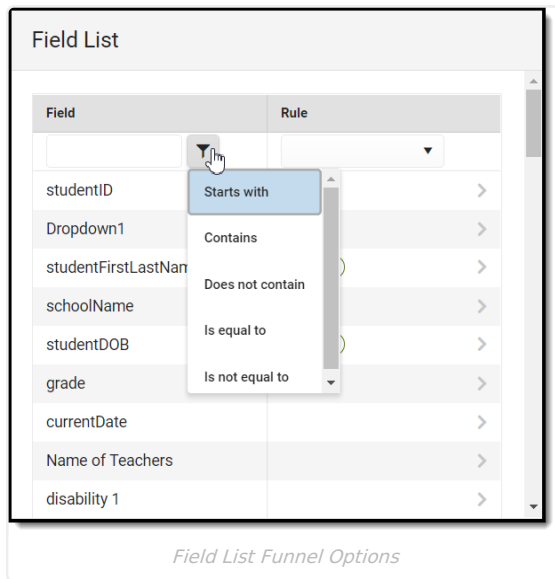 Field List
Field Rule
studentID
Dropdown1
studentFirstLastNam
schoolName
studentDOB
grade
currentDate
Name of Teachers
disability 1
Starts with
Contains
Does not contain
Is equal to
Is not equal to
Field List Funnel Options